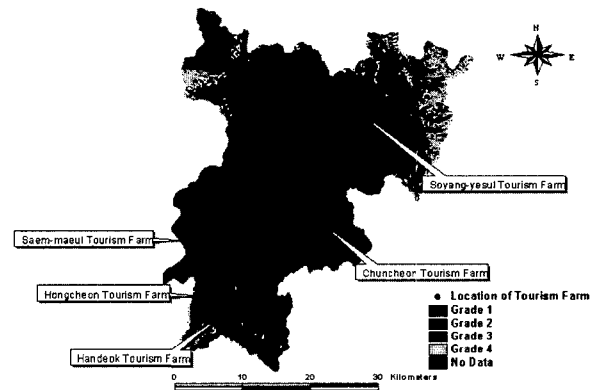 N
W E
S
Soyang-yesul Tourism Farm
Saem-maeul Tourism Farm
Chuncheon Tourism Farm
Hongcheon Tourism Farm
Handeok Tourism Farm
Location of Tourism Farm
Grade 1
Grade 2
Grade 3
Grade 4
No Data
0 10 20 30 Kilometers